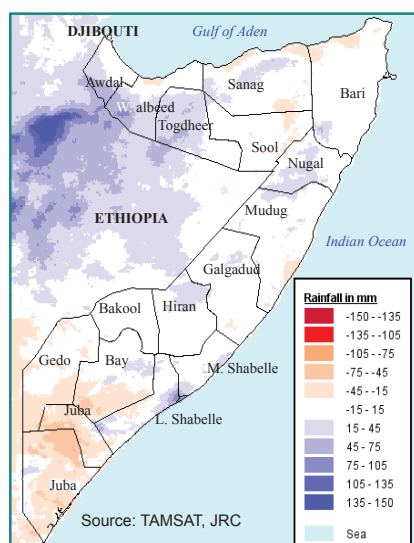 DJIBOUTI
Gulf of Aden
Awdal
Sanag
Bari
W. albeed
Togdheer
Sool
Nugal
ETHIOPIA
Mudug
Indian Ocean
Galgadud
Bakool
Hiran
Gedo
Bay
M. Shabelle
Juba
L. Shabelle
Juba
Source: TAMSAT, JRC
Rainfall in mm
-150 - -135
-135 - -105
-105 - -75
-75 - -45
-45 - -15
-15 - 15
15 - 45
45 - 75
75 - 105
105 - 135
135 - 150
Sea